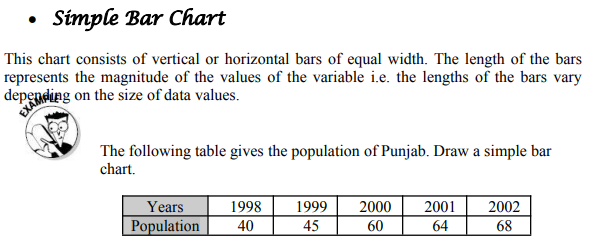 • Simple Bar Chart
This chart consists of vertical or horizontal bars of equal width. The length of the bars
represents the magnitude of the values of the variable i.e. the lengths of the bars vary
depending on the size of data values.
EXAMPLE
The following table gives the population of Punjab. Draw a simple bar
chart.
Years 1998 1999 2000 2001 2002
Population 40 45 60 64 68